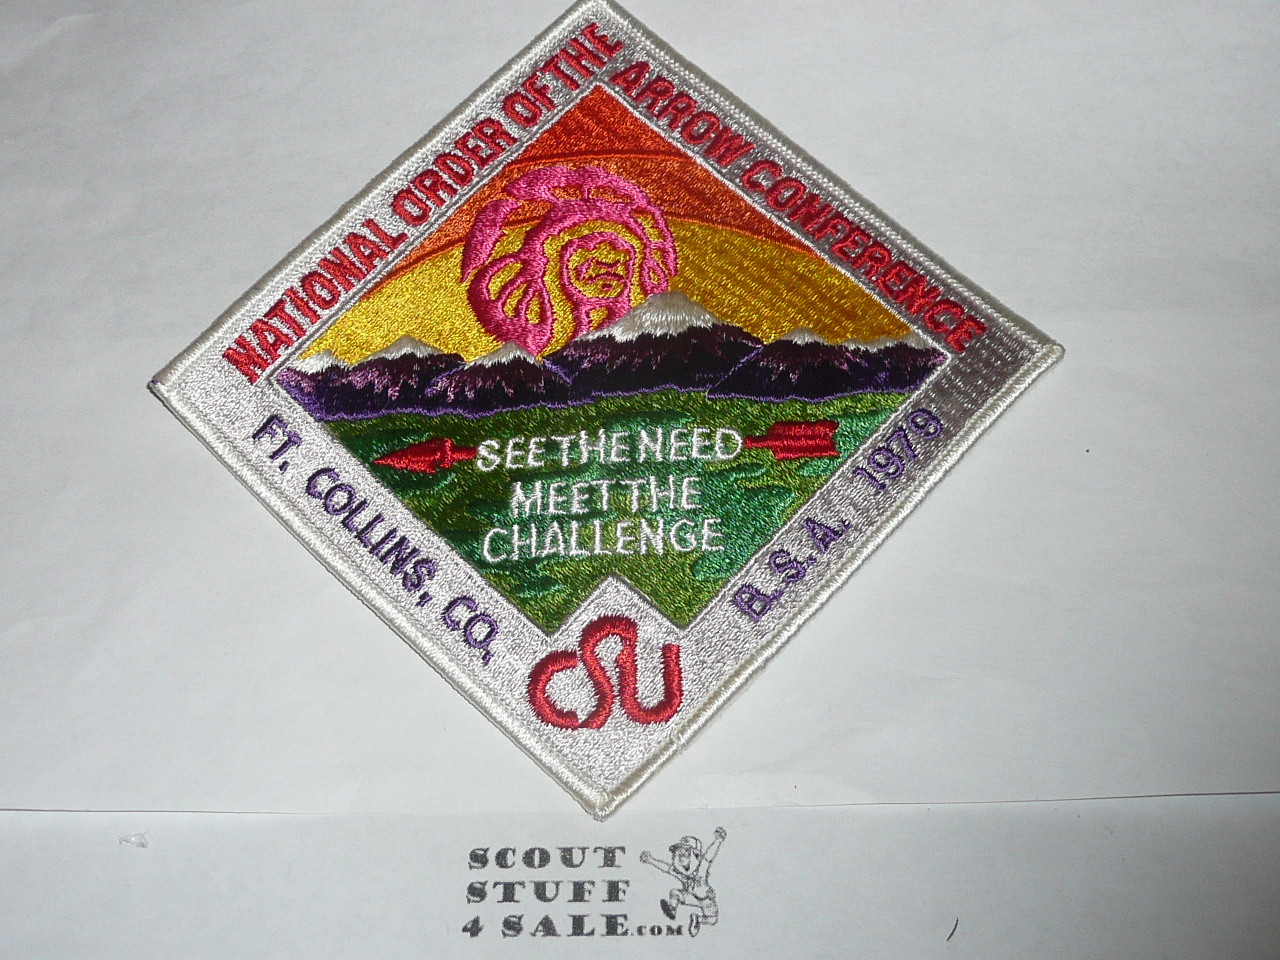 NATIONAL ORDER OF THE
ARROW CONFERENCE
SEE THE NEED
MEET THE
CHALLENGE
FT. COLLINS, CO.
B.S.A. 1979
CSU
SCOUT
STUFF
4 SALE.COM